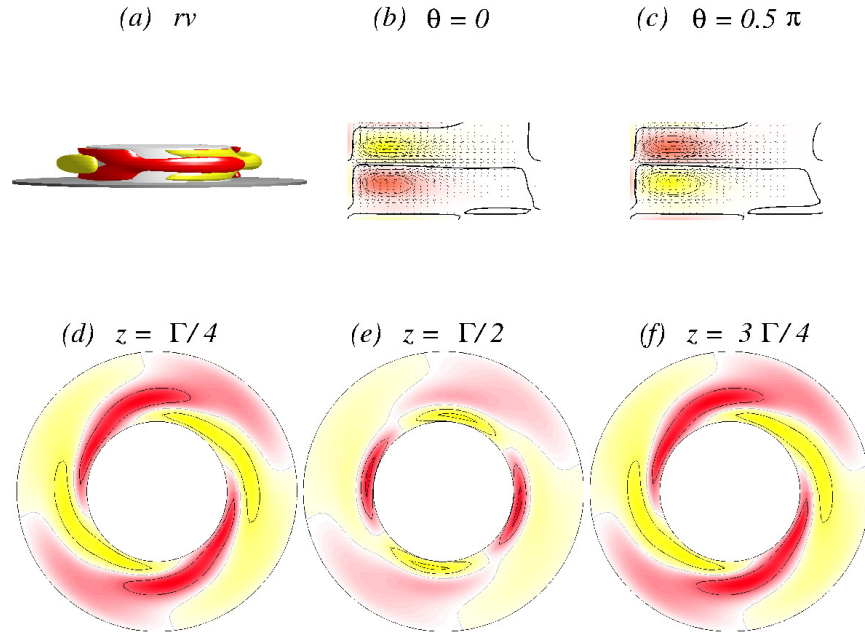 (a) rv
(b) θ = 0
(c) θ = 0.5 π
(d) z = Γ/4
(e) z = Γ/2
(f) z = 3 Γ/4